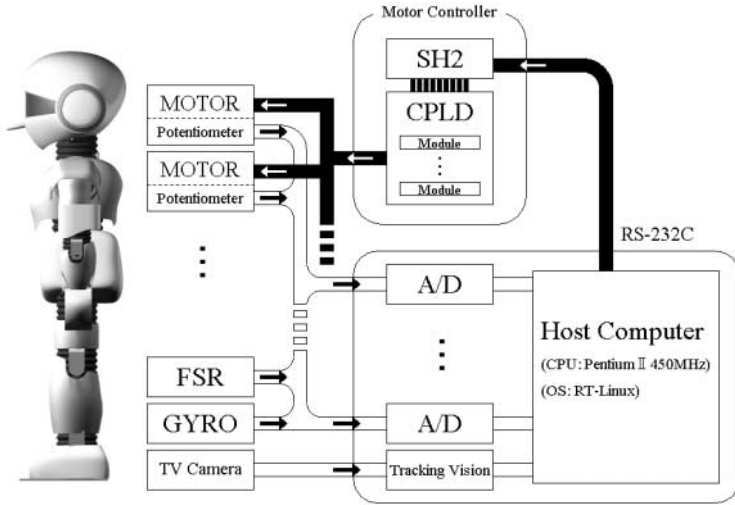 Motor Controller
SH2
CPLD
Module
Module
MOTOR
Potentiometer
MOTOR
Potentiometer
RS-232C
A/D
Host Computer
(CPU: Pentium Ⅱ 450MHz)
(OS: RT-Linux)
FSR
GYRO
A/D
TV Camera
Tracking Vision